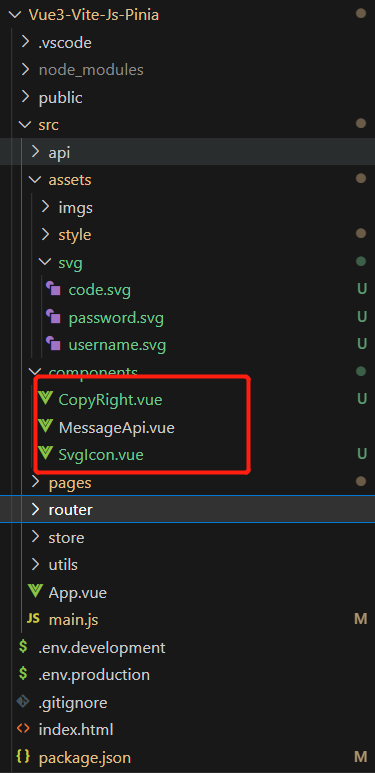 Vue3-Vite-Js-Pinia
.vscode
node_modules
public
src
api
assets
imgs
style
svg
code.svg U
password.svg U
username.svg U
components
CopyRight.vue U
MessageApi.vue
SvgIcon.vue U
pages
router
store
utils
App.vue
JS main.js M
$ .env.development
$ .env.production
.gitignore
<> index.html
{} package.json M